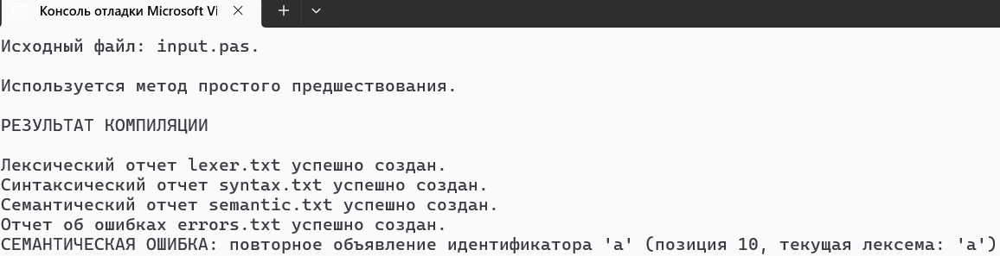 Консоль отладки Microsoft Vi
Исходный файл: input.pas.
Используется метод простого предшествования.
РЕЗУЛЬТАТ КОМПИЛЯЦИИ
Лексический отчет lexer.txt успешно создан.
Синтаксический отчет syntax.txt успешно создан.
Семантический отчет semantic.txt успешно создан.
Отчет об ошибках errors.txt успешно создан.
СЕМАНТИЧЕСКАЯ ОШИБКА: повторное объявление идентификатора 'a' (позиция 10, текущая лексема: 'a')